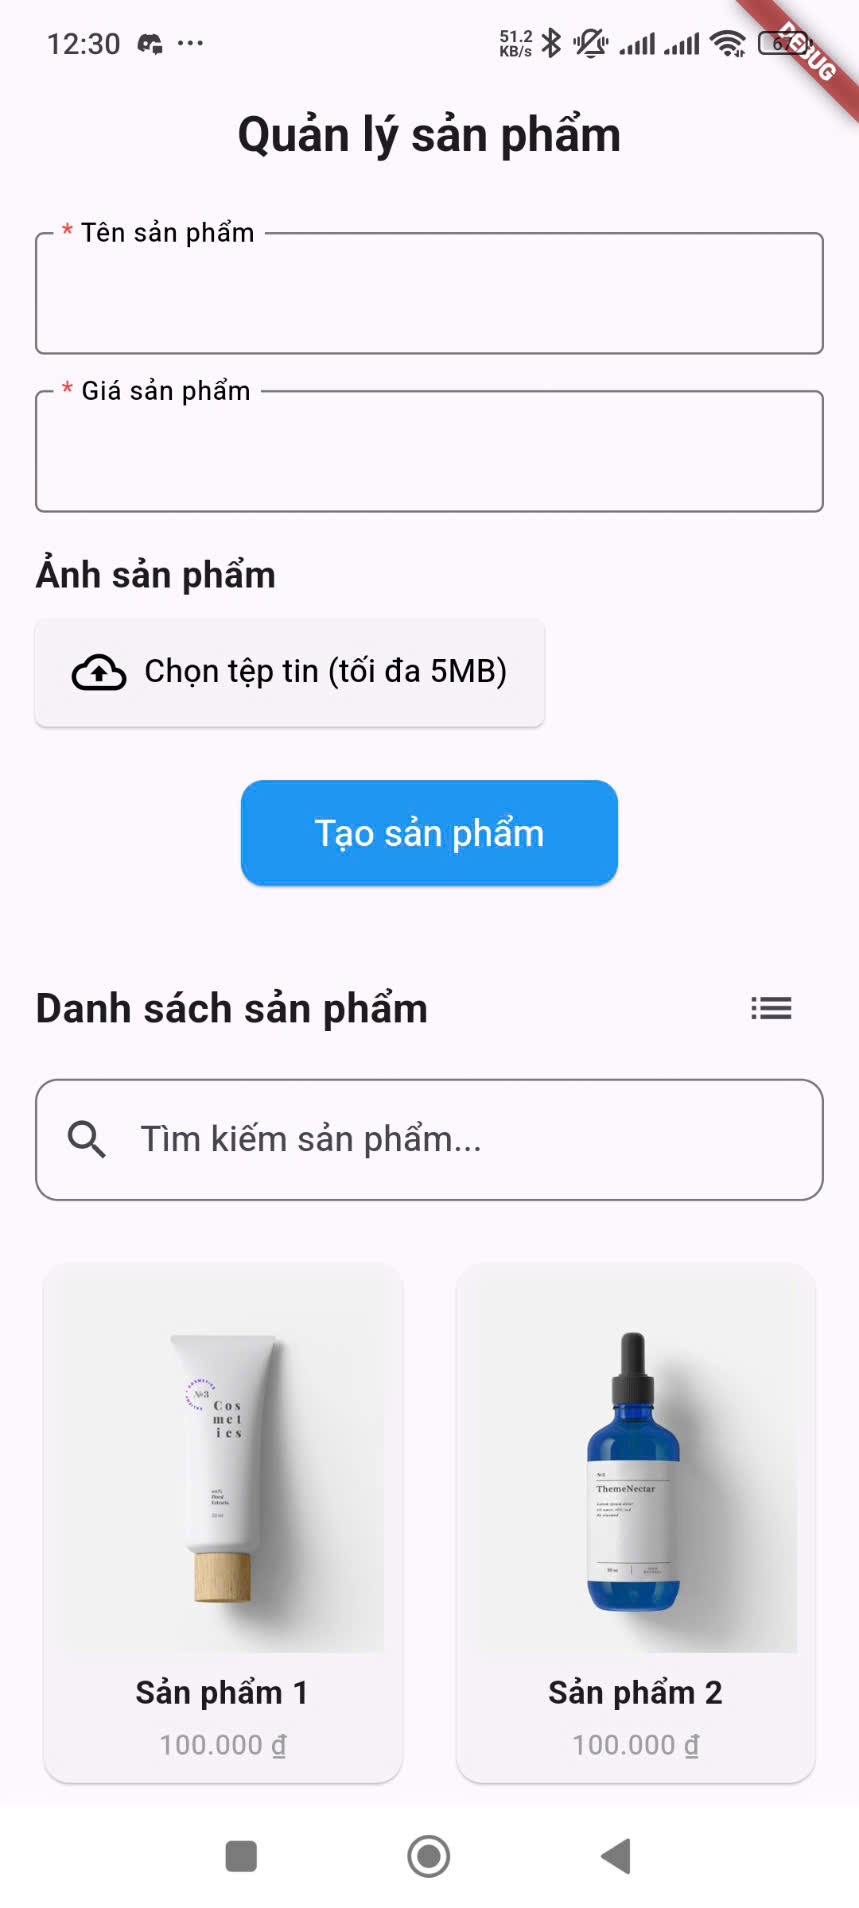 12:30
51.2
KB/s
67
DEBUG
Quản lý sản phẩm
* Tên sản phẩm
* Giá sản phẩm
Ảnh sản phẩm
Chọn tệp tin (tối đa 5MB)
Tạo sản phẩm
Danh sách sản phẩm
Tìm kiếm sản phẩm...
№3
Cos
met
ics
ThemeNectar
Sản phẩm 1
Sản phẩm 2
100.000 ₫
100.000 ₫